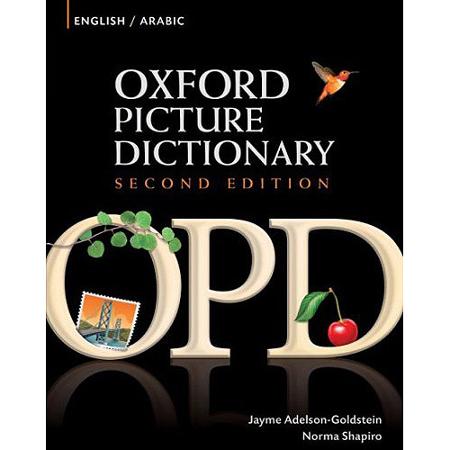 ENGLISH / ARABIC
OXFORD
PICTURE
DICTIONARY
SECOND EDITION
OPD
Jayme Adelson-Goldstein
Norma Shapiro